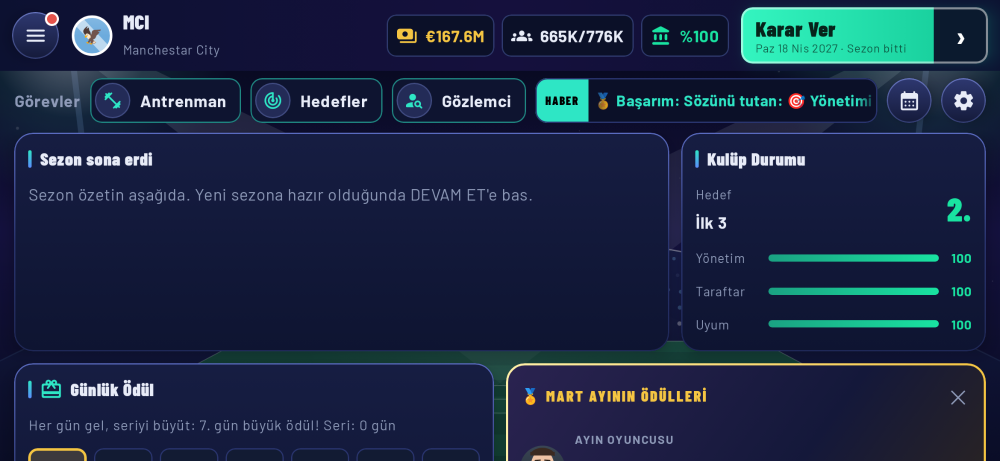 MCI
Manchestar City
€167.6M
665K/776K
%100
Karar Ver
Paz 18 Nis 2027 · Sezon bitti
Görevler
Antrenman
Hedefler
Gözlemci
HABER
🏅 Başarım: Sözünü tutan: 🎯 Yönetimi
Sezon sona erdi
Sezon özetin aşağıda. Yeni sezona hazır olduğunda DEVAM ET'e bas.
Kulüp Durumu
Hedef
İlk 3
2.
Yönetim 100
Taraftar 100
Uyum 100
Günlük Ödül
Her gün gel, seriyi büyüt: 7. gün büyük ödül! Seri: 0 gün
🏅 MART AYININ ÖDÜLLERİ
AYIN OYUNCUSU